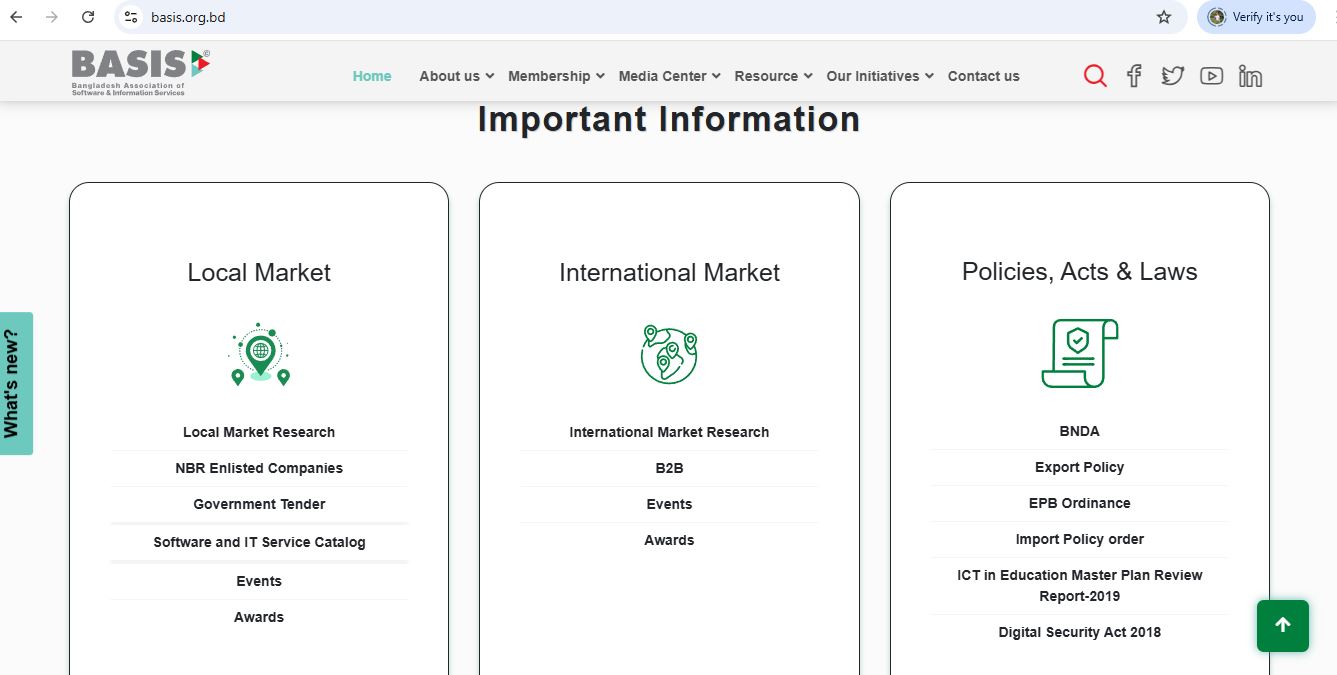 basis.org.bd
Verify it's you
BASIS
©
Bangladesh Association of
Software & Information Services
Home About us Membership Media Center Resource Our Initiatives Contact us
Important Information
What's new?
Local Market
Local Market Research
NBR Enlisted Companies
Government Tender
Software and IT Service Catalog
Events
Awards
International Market
International Market Research
B2B
Events
Awards
Policies, Acts & Laws
BNDA
Export Policy
EPB Ordinance
Import Policy order
ICT in Education Master Plan Review
Report-2019
Digital Security Act 2018